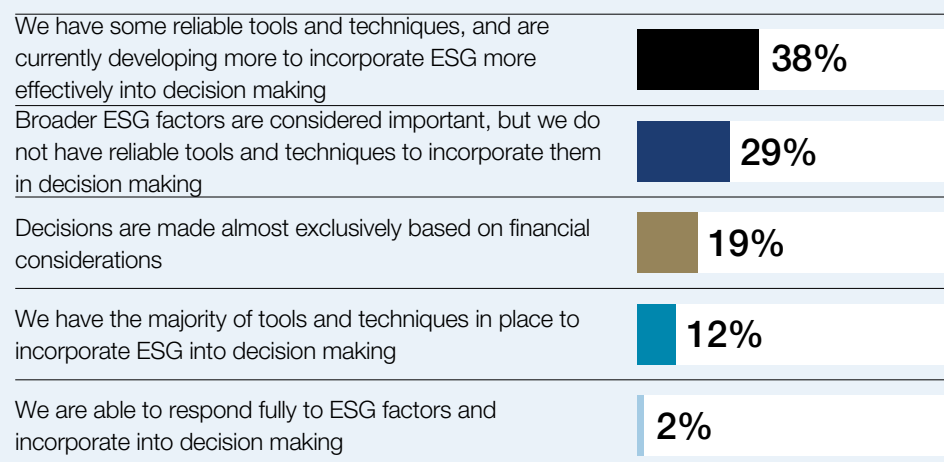 We have some reliable tools and techniques, and are
currently developing more to incorporate ESG more
effectively into decision making
38%
Broader ESG factors are considered important, but we do
not have reliable tools and techniques to incorporate them
in decision making
29%
Decisions are made almost exclusively based on financial
considerations
19%
We have the majority of tools and techniques in place to
incorporate ESG into decision making
12%
We are able to respond fully to ESG factors and
incorporate into decision making
2%